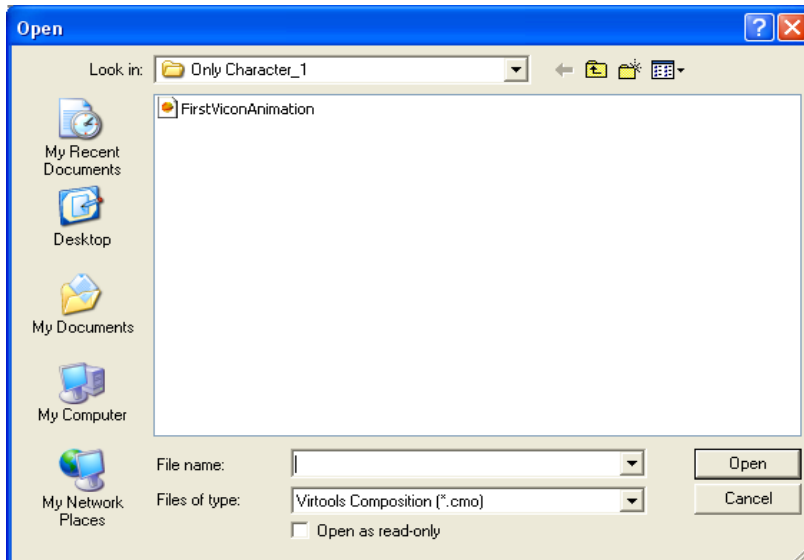 Open
Look in:
Only Character_1
FirstViconAnimation
My Recent
Documents
Desktop
My Documents
My Computer
My Network
Places
File name:
Open
Files of type:
Virtools Composition (*.cmo)
Cancel
Open as read-only